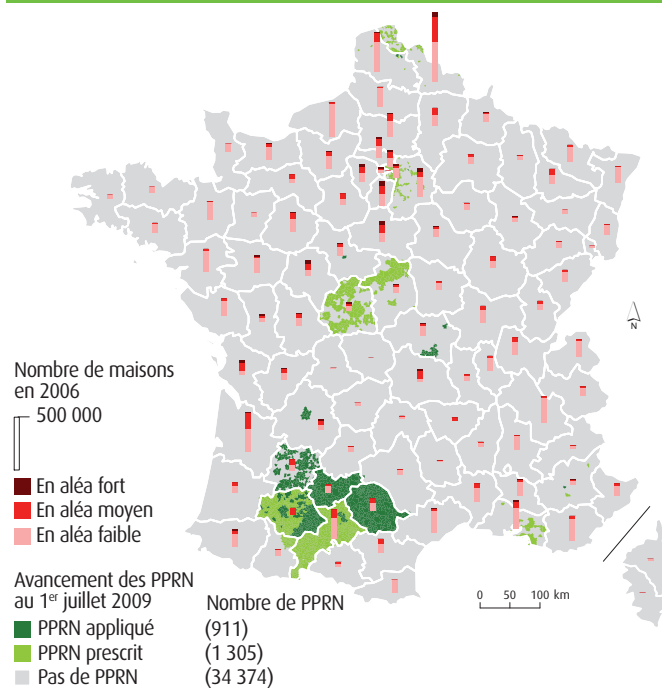 N
Nombre de maisons
en 2006
500 000
En aléa fort
En aléa moyen
En aléa faible
Avancement des PPRN
au 1er juillet 2009
Nombre de PPRN
PPRN appliqué (911)
PPRN prescrit (1 305)
Pas de PPRN (34 374)
0 50 100 km